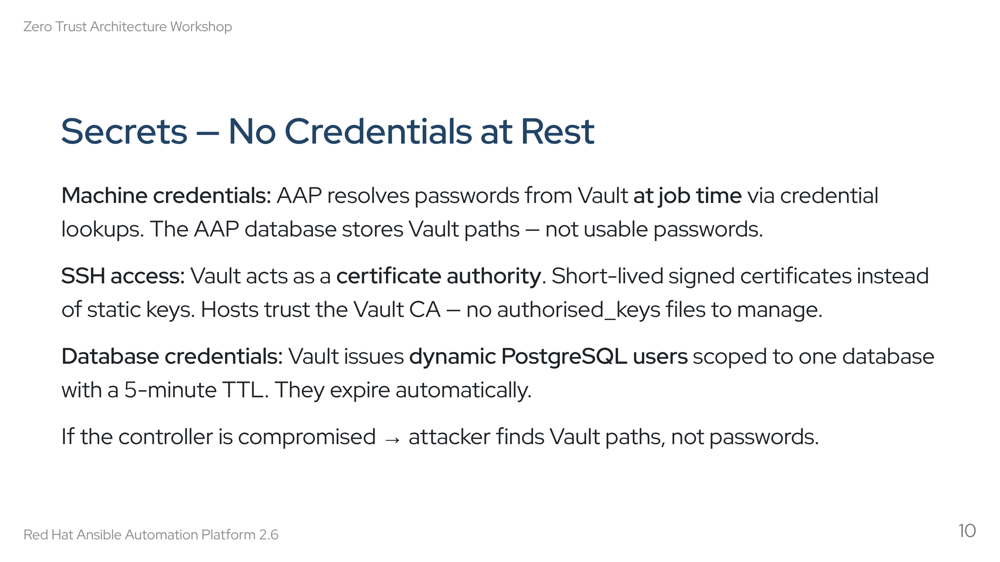 Zero Trust Architecture Workshop
Secrets — No Credentials at Rest
Machine credentials: AAP resolves passwords from Vault at job time via credential
lookups. The AAP database stores Vault paths — not usable passwords.
SSH access: Vault acts as a certificate authority. Short-lived signed certificates instead
of static keys. Hosts trust the Vault CA — no authorised_keys files to manage.
Database credentials: Vault issues dynamic PostgreSQL users scoped to one database
with a 5-minute TTL. They expire automatically.
If the controller is compromised → attacker finds Vault paths, not passwords.
Red Hat Ansible Automation Platform 2.6
10